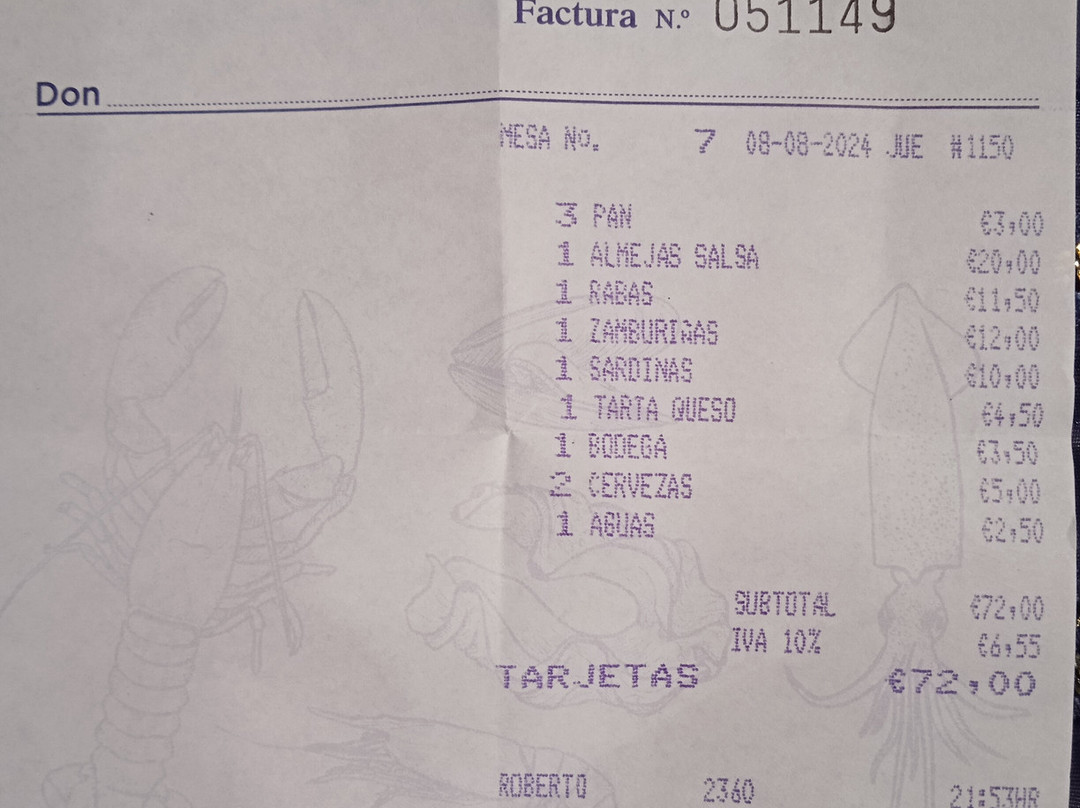 Factura N.º 051149
Don
MESA No. 7 08-08-2024 JUE #1150
3 PAN €3,00
1 ALMEJAS SALSA €20,00
1 RABAS €11,50
1 ZAMBURIÑAS €12,00
1 SARDINAS €10,00
1 TARTA QUESO €4,50
1 BODEGA €3,50
2 CERVEZAS €5,00
1 AGUAS €2,50
SUBTOTAL €72,00
IVA 10% €6,55
TARJETAS €72,00
ROBERTO 2360 21:53HR